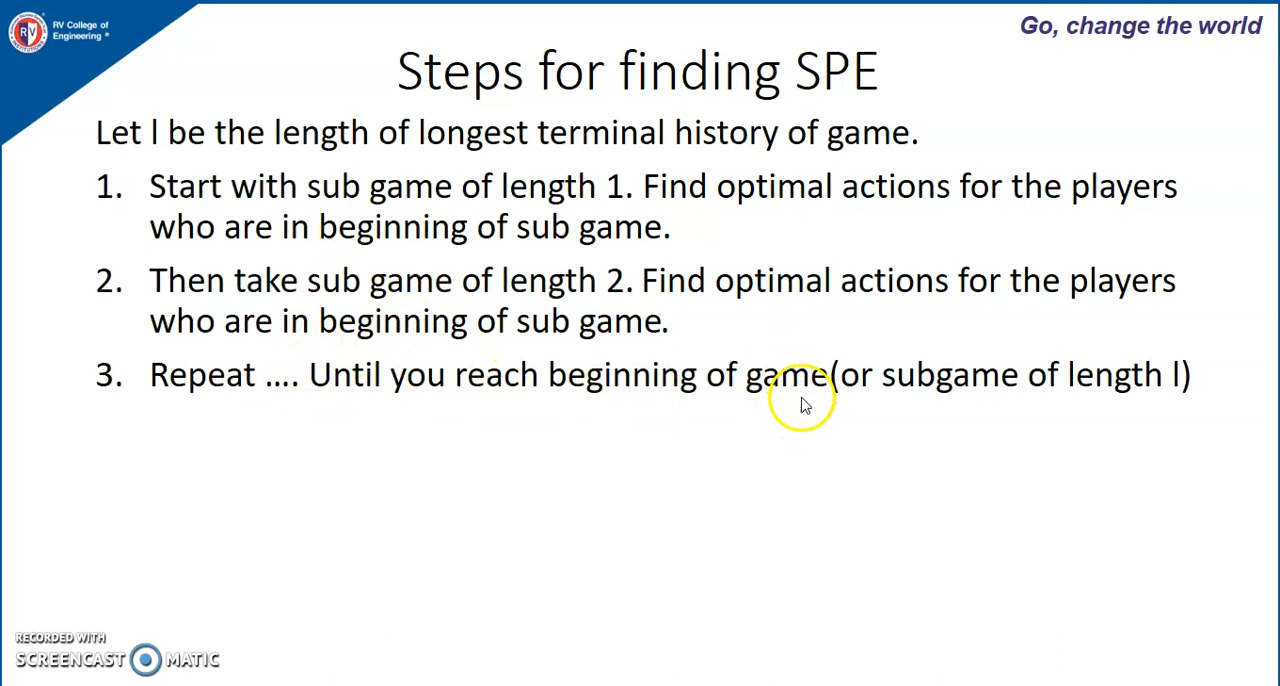 RV College of
Engineering ®
Go, change the world
Steps for finding SPE
Let l be the length of longest terminal history of game.
1. Start with sub game of length 1. Find optimal actions for the players
who are in beginning of sub game.
2. Then take sub game of length 2. Find optimal actions for the players
who are in beginning of sub game.
3. Repeat …. Until you reach beginning of game(or subgame of length l)
RECORDED WITH
SCREENCAST MATIC